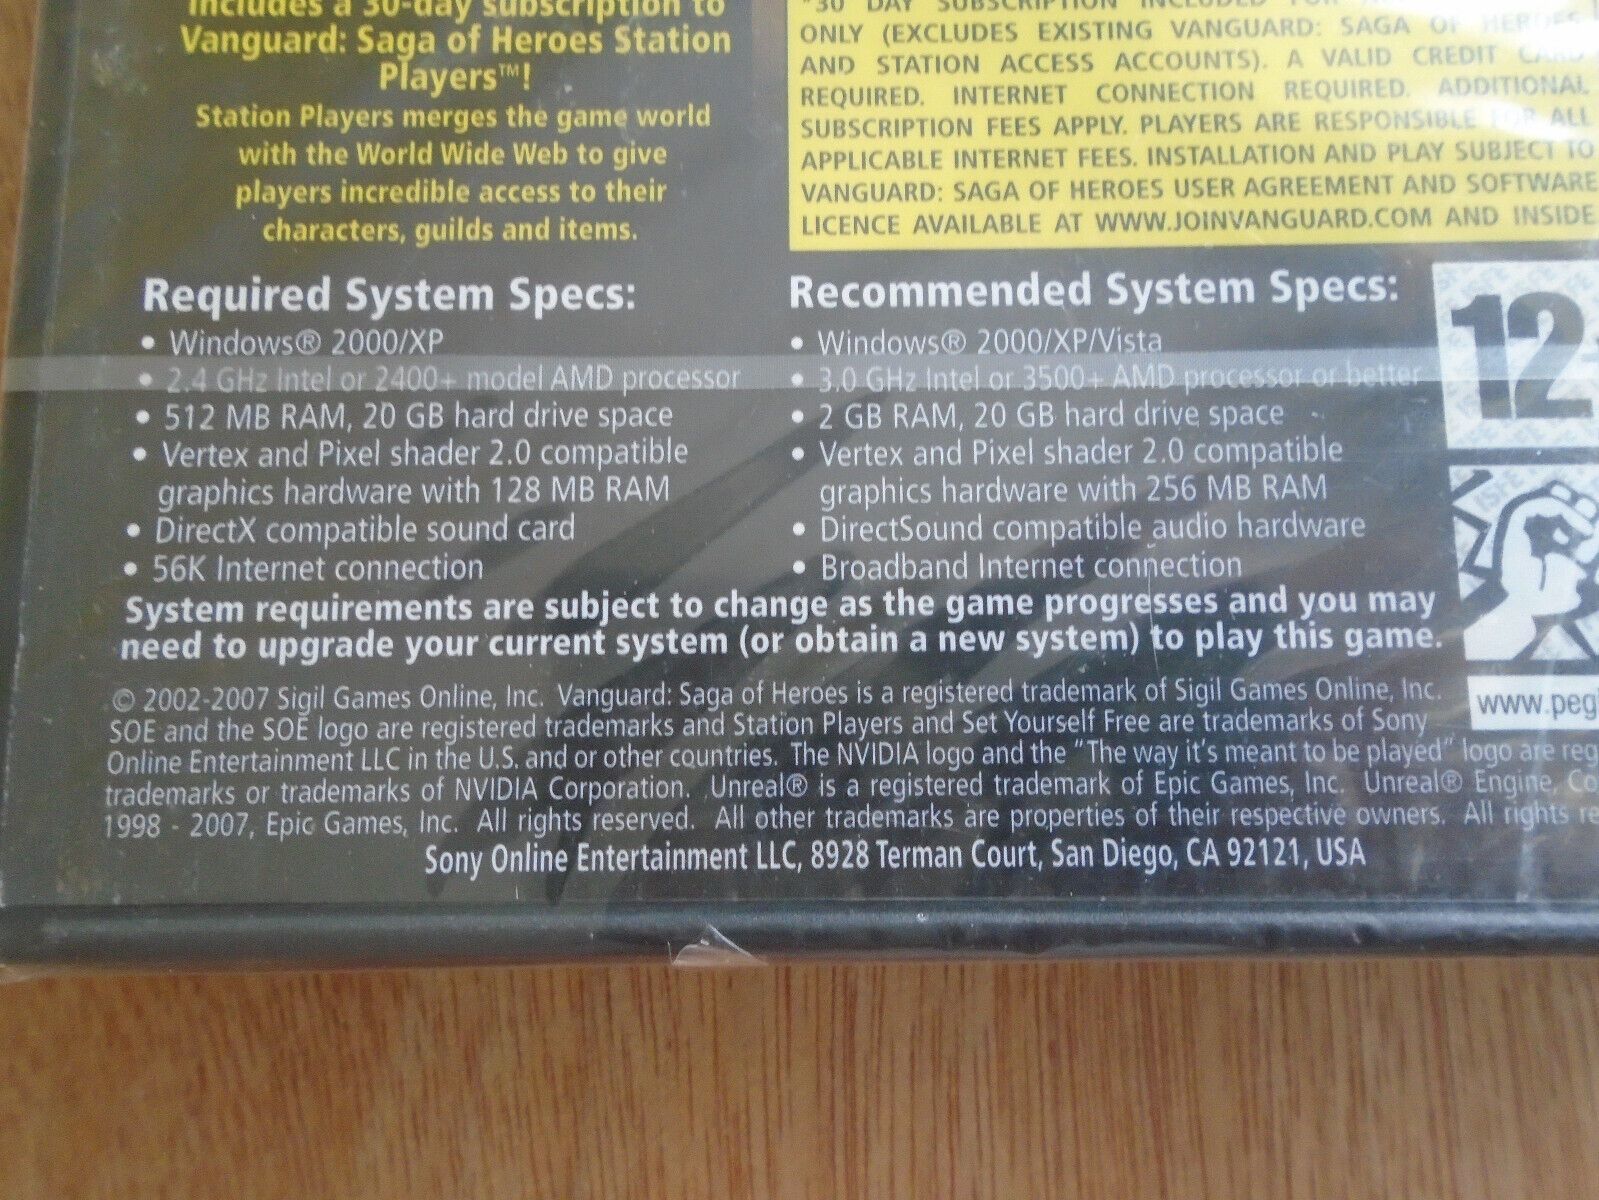 Includes a 30-day subscription to
Vanguard: Saga of Heroes Station
Players™!
Station Players merges the game world
with the World Wide Web to give
players incredible access to their
characters, guilds and items.
*30 DAY SUBSCRIPTION INCLUDED FOR
ONLY (EXCLUDES EXISTING VANGUARD: SAGA OF HEROES
AND STATION ACCESS ACCOUNTS). A VALID CREDIT CARD
REQUIRED. INTERNET CONNECTION REQUIRED. ADDITIONAL
SUBSCRIPTION FEES APPLY. PLAYERS ARE RESPONSIBLE FOR ALL
APPLICABLE INTERNET FEES. INSTALLATION AND PLAY SUBJECT TO
VANGUARD: SAGA OF HEROES USER AGREEMENT AND SOFTWARE
LICENCE AVAILABLE AT WWW.JOINVANGUARD.COM AND INSIDE
Required System Specs:
• Windows® 2000/XP
• 2.4 GHz Intel or 2400+ model AMD processor
• 512 MB RAM, 20 GB hard drive space
• Vertex and Pixel shader 2.0 compatible
graphics hardware with 128 MB RAM
• DirectX compatible sound card
• 56K Internet connection
Recommended System Specs:
• Windows® 2000/XP/Vista
• 3.0 GHz Intel or 3500+ AMD processor or better
• 2 GB RAM, 20 GB hard drive space
• Vertex and Pixel shader 2.0 compatible
graphics hardware with 256 MB RAM
• DirectSound compatible audio hardware
• Broadband Internet connection
12
www.peg
System requirements are subject to change as the game progresses and you may
need to upgrade your current system (or obtain a new system) to play this game.
© 2002-2007 Sigil Games Online, Inc. Vanguard: Saga of Heroes is a registered trademark of Sigil Games Online, Inc.
SOE and the SOE logo are registered trademarks and Station Players and Set Yourself Free are trademarks of Sony
Online Entertainment LLC in the U.S. and or other countries. The NVIDIA logo and the "The way it's meant to be played" logo are reg
trademarks or trademarks of NVIDIA Corporation. Unreal® is a registered trademark of Epic Games, Inc. Unreal® Engine, Co
1998 - 2007, Epic Games, Inc. All rights reserved. All other trademarks are properties of their respective owners. All rights re
Sony Online Entertainment LLC, 8928 Terman Court, San Diego, CA 92121, USA